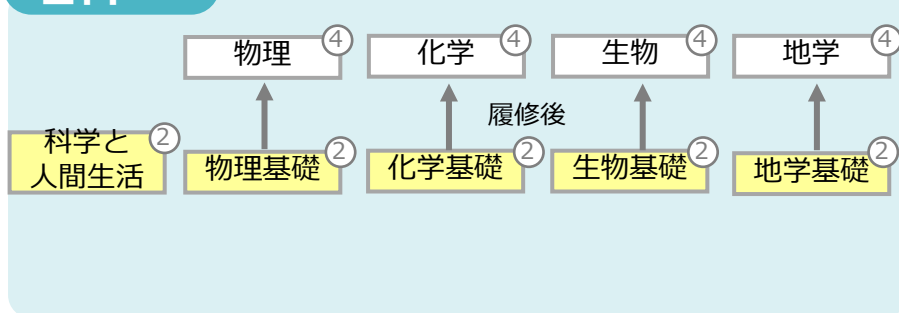 物理 ④ 化学 ④ 生物 ④ 地学 ④
履修後
科学と ②
人間生活
物理基礎 ② 化学基礎 ② 生物基礎 ② 地学基礎 ②